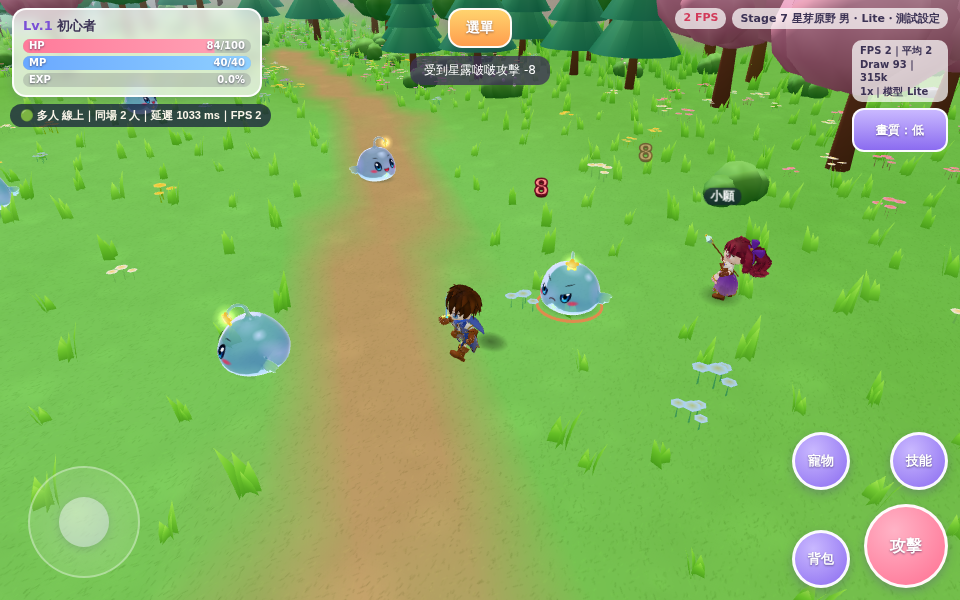 Lv.1 初心者
HP 84/100
MP 40/40
EXP 0.0%
多人 線上｜同場 2 人｜延遲 1033 ms｜FPS 2
選單
受到星露啵啵攻擊 -8
2 FPS
Stage 7 星芽原野 男・Lite・測試設定
FPS 2｜平均 2
Draw 93｜
315k
1x｜模型 Lite
畫質：低
8
8
小願
寵物
技能
背包
攻擊